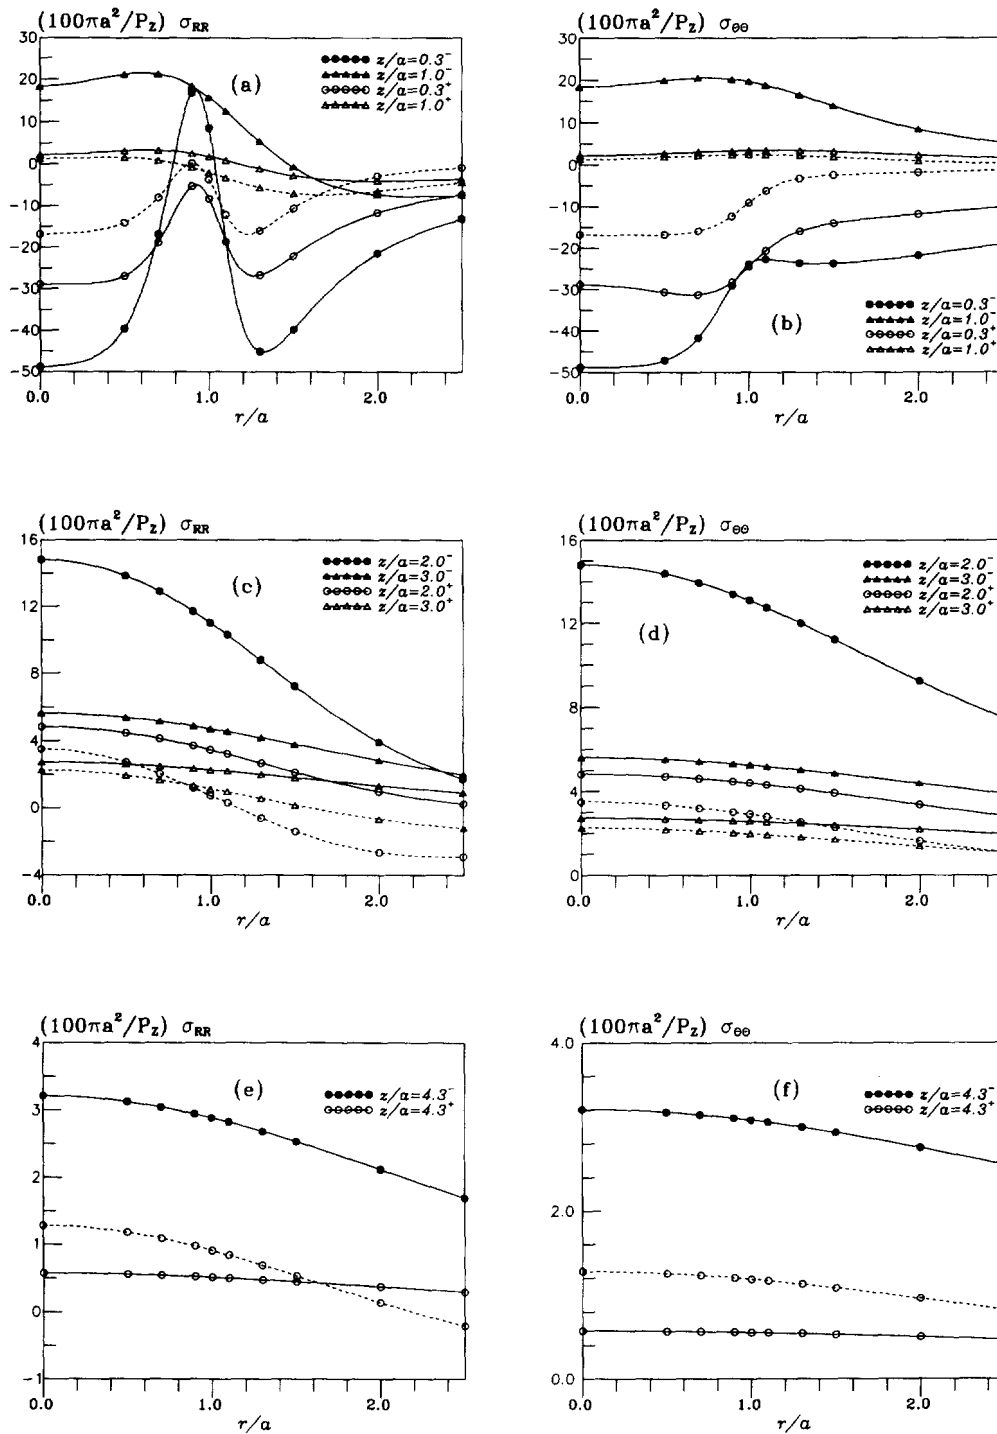 (100πa²/P_Z) σ_RR
30
20
10
0
−10
−20
−30
−40
−50
(a)
z/a=0.3⁻
z/a=1.0⁻
z/a=0.3⁺
z/a=1.0⁺
0.0 1.0 2.0
r/a
(100πa²/P_Z) σ_θθ
30
20
10
0
−10
−20
−30
−40
−50
(b)
z/a=0.3⁻
z/a=1.0⁻
z/a=0.3⁺
z/a=1.0⁺
0.0 1.0 2.0
r/a
(100πa²/P_Z) σ_RR
16
12
8
4
0
−4
(c)
z/a=2.0⁻
z/a=3.0⁻
z/a=2.0⁺
z/a=3.0⁺
0.0 1.0 2.0
r/a
(100πa²/P_Z) σ_θθ
16
12
8
4
0
(d)
z/a=2.0⁻
z/a=3.0⁻
z/a=2.0⁺
z/a=3.0⁺
0.0 1.0 2.0
r/a
(100πa²/P_Z) σ_RR
4
3
2
1
0
−1
(e)
z/a=4.3⁻
z/a=4.3⁺
0.0 1.0 2.0
r/a
(100πa²/P_Z) σ_θθ
4.0
2.0
0.0
(f)
z/a=4.3⁻
z/a=4.3⁺
0.0 1.0 2.0
r/a